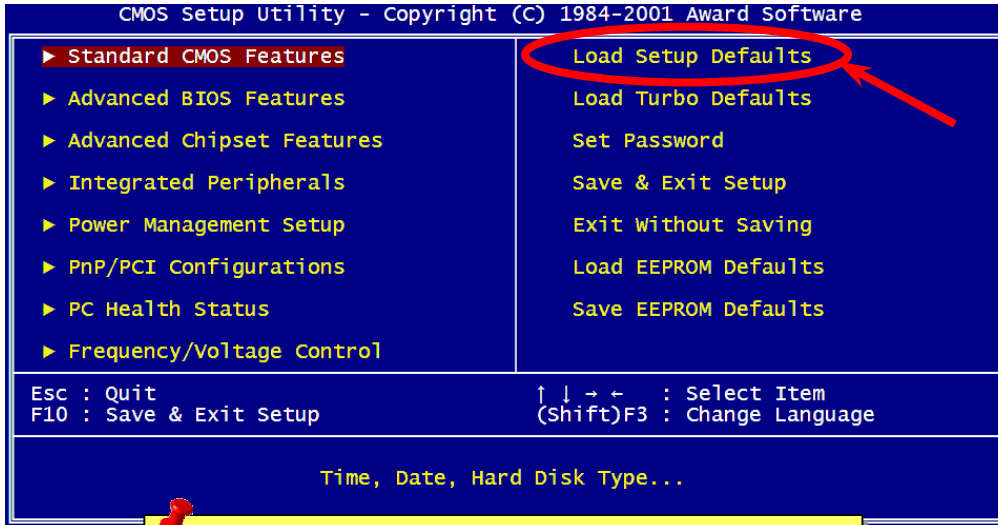 CMOS Setup Utility - Copyright (C) 1984-2001 Award Software
► Standard CMOS Features
► Advanced BIOS Features
► Advanced Chipset Features
► Integrated Peripherals
► Power Management Setup
► PnP/PCI Configurations
► PC Health Status
► Frequency/Voltage Control
Load Setup Defaults
Load Turbo Defaults
Set Password
Save & Exit Setup
Exit Without Saving
Load EEPROM Defaults
Save EEPROM Defaults
Esc : Quit
F10 : Save & Exit Setup
↑ ↓ → ← : Select Item
(Shift)F3 : Change Language
Time, Date, Hard Disk Type...